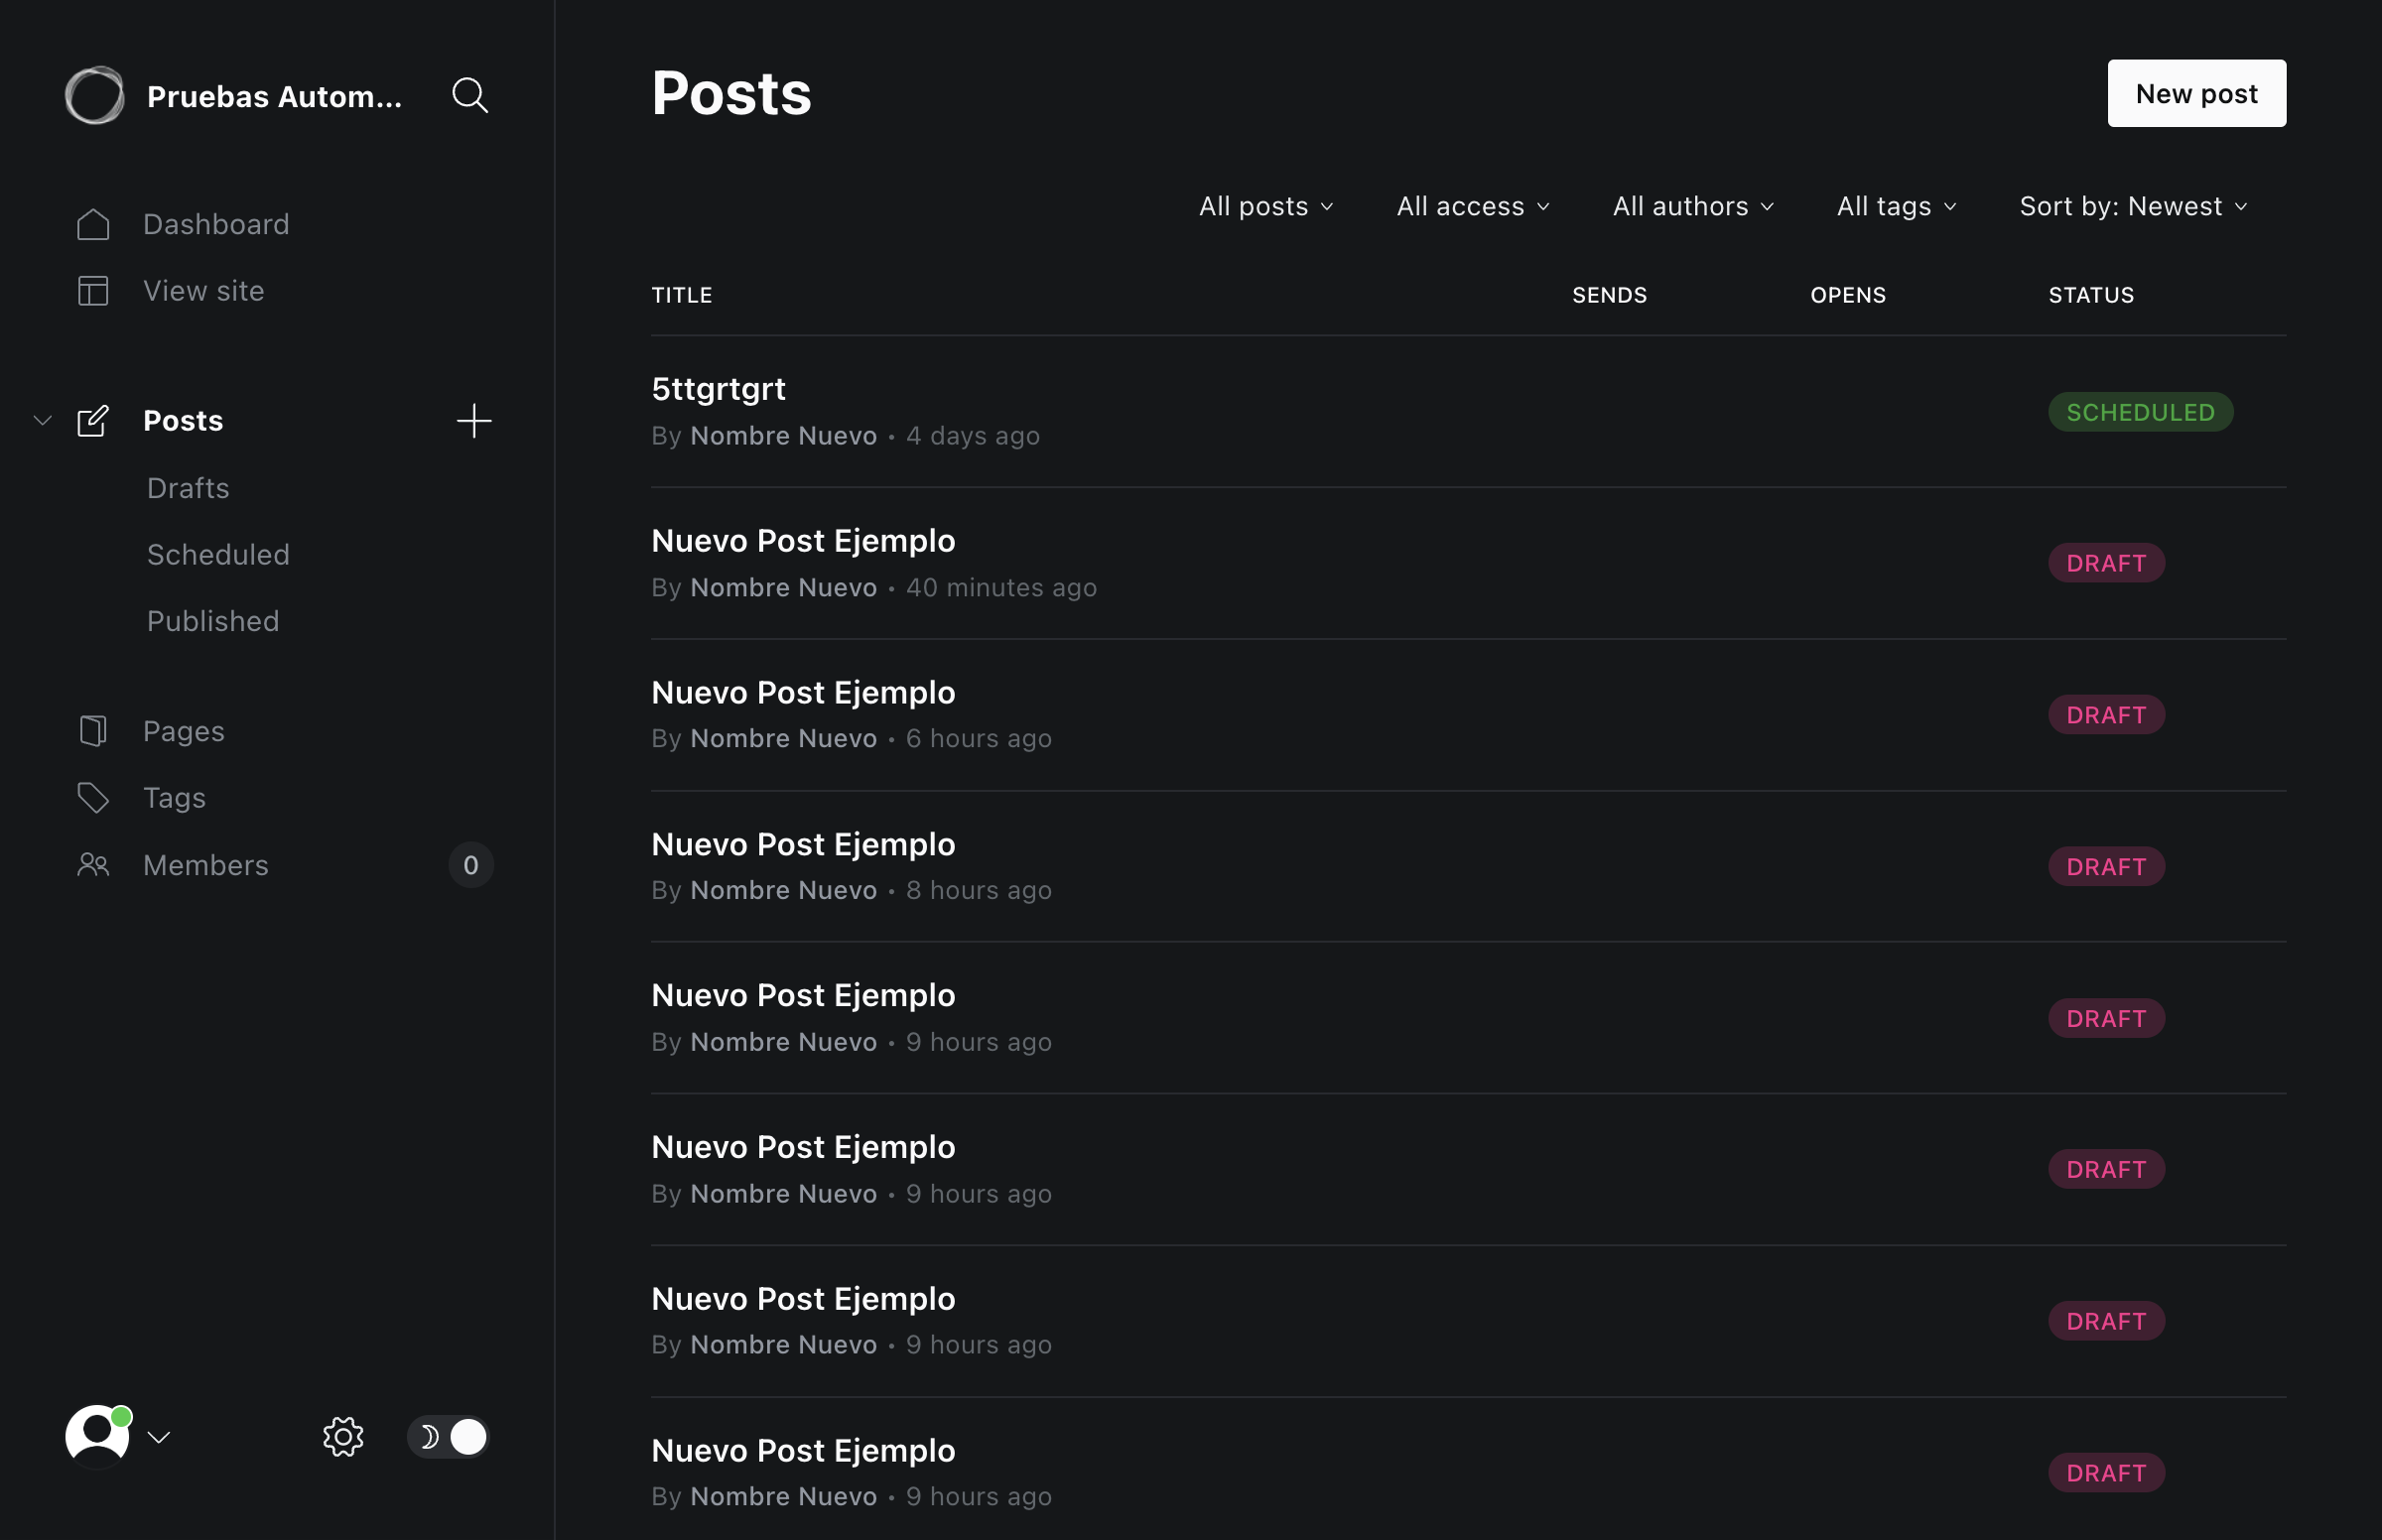 Pruebas Autom...
Dashboard
View site
Posts
Drafts
Scheduled
Published
Pages
Tags
Members 0
Posts
New post
All posts All access All authors All tags Sort by: Newest
TITLE SENDS OPENS STATUS
5ttgrtgrt
By Nombre Nuevo • 4 days ago
SCHEDULED
Nuevo Post Ejemplo
By Nombre Nuevo • 40 minutes ago
DRAFT
Nuevo Post Ejemplo
By Nombre Nuevo • 6 hours ago
DRAFT
Nuevo Post Ejemplo
By Nombre Nuevo • 8 hours ago
DRAFT
Nuevo Post Ejemplo
By Nombre Nuevo • 9 hours ago
DRAFT
Nuevo Post Ejemplo
By Nombre Nuevo • 9 hours ago
DRAFT
Nuevo Post Ejemplo
By Nombre Nuevo • 9 hours ago
DRAFT
Nuevo Post Ejemplo
By Nombre Nuevo • 9 hours ago
DRAFT